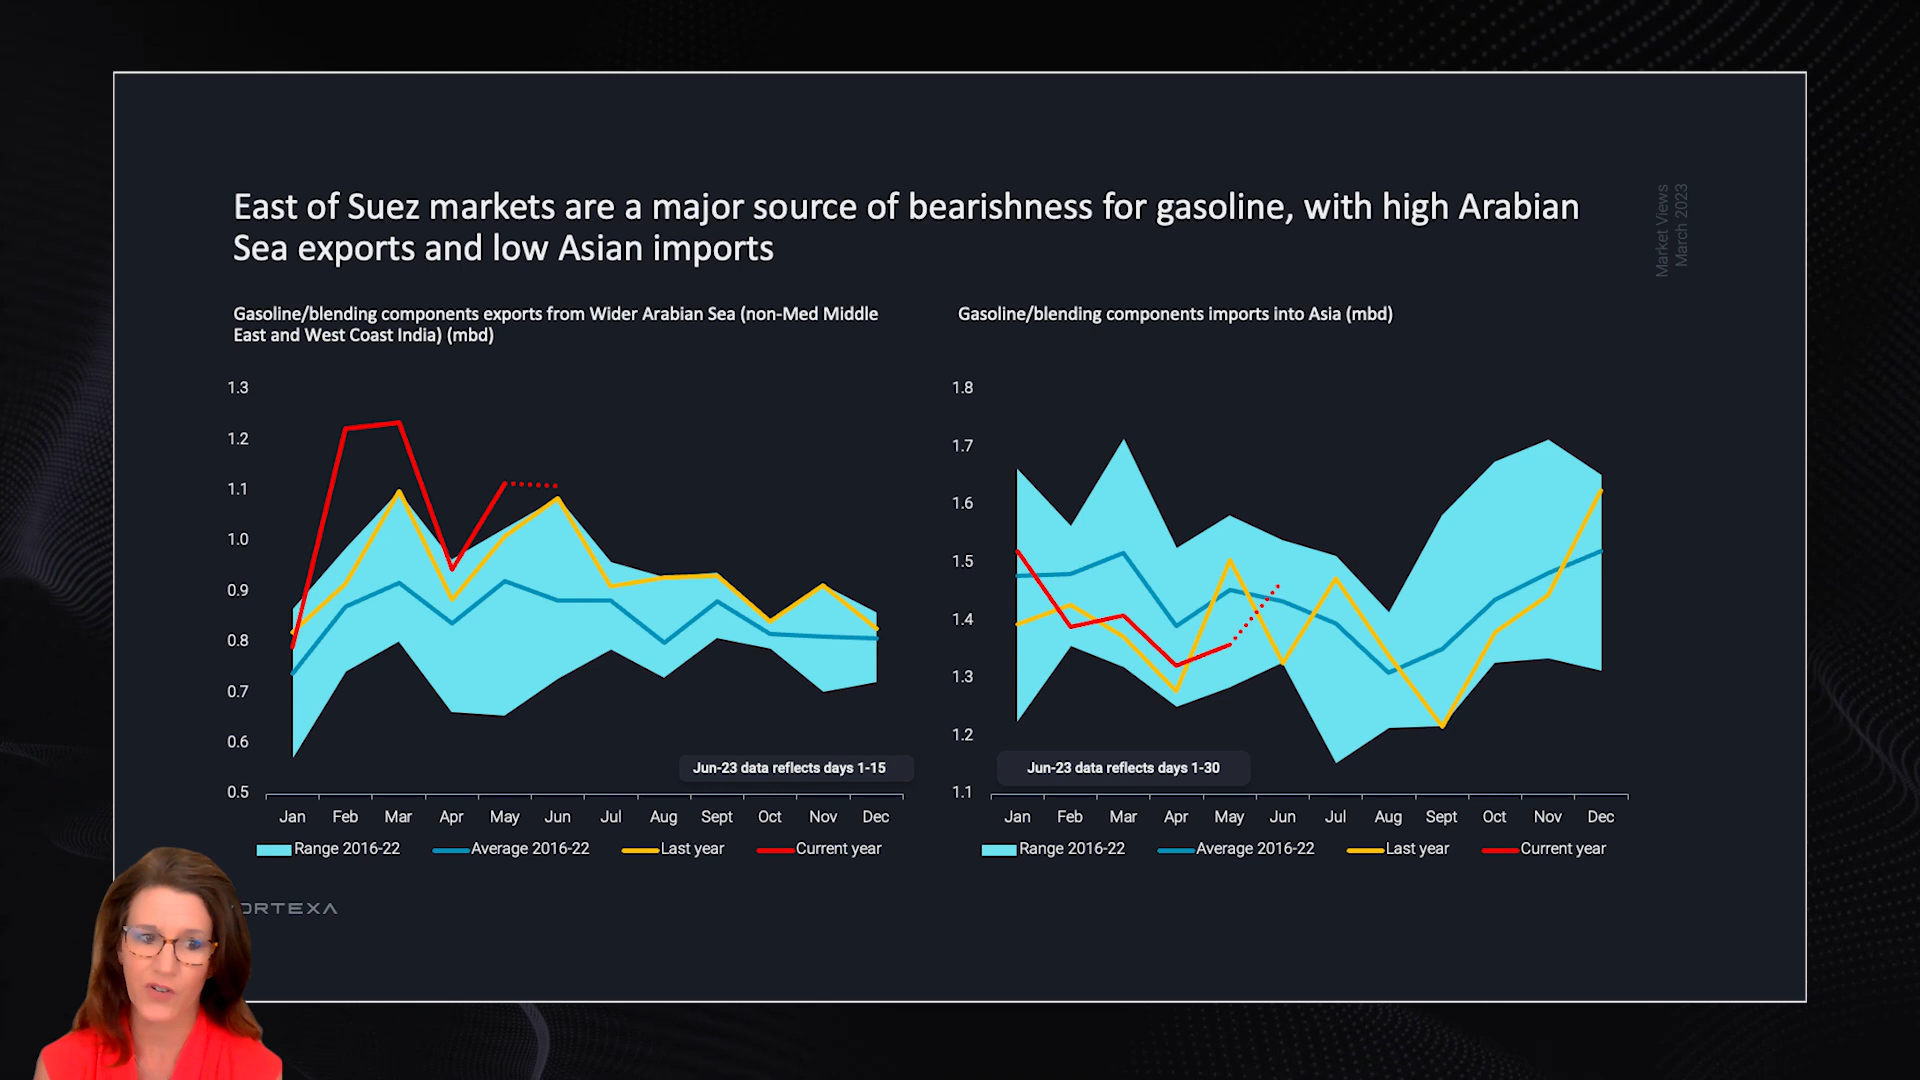 East of Suez markets are a major source of bearishness for gasoline, with high Arabian
Sea exports and low Asian imports
Market Views
March 2023
Gasoline/blending components exports from Wider Arabian Sea (non-Med Middle
East and West Coast India) (mbd)
1.3
1.2
1.1
1.0
0.9
0.8
0.7
0.6
0.5
Jun-23 data reflects days 1-15
Jan Feb Mar Apr May Jun Jul Aug Sept Oct Nov Dec
Range 2016-22 Average 2016-22 Last year Current year
Gasoline/blending components imports into Asia (mbd)
1.8
1.7
1.6
1.5
1.4
1.3
1.2
1.1
Jun-23 data reflects days 1-30
Jan Feb Mar Apr May Jun Jul Aug Sept Oct Nov Dec
Range 2016-22 Average 2016-22 Last year Current year
ORTEXA